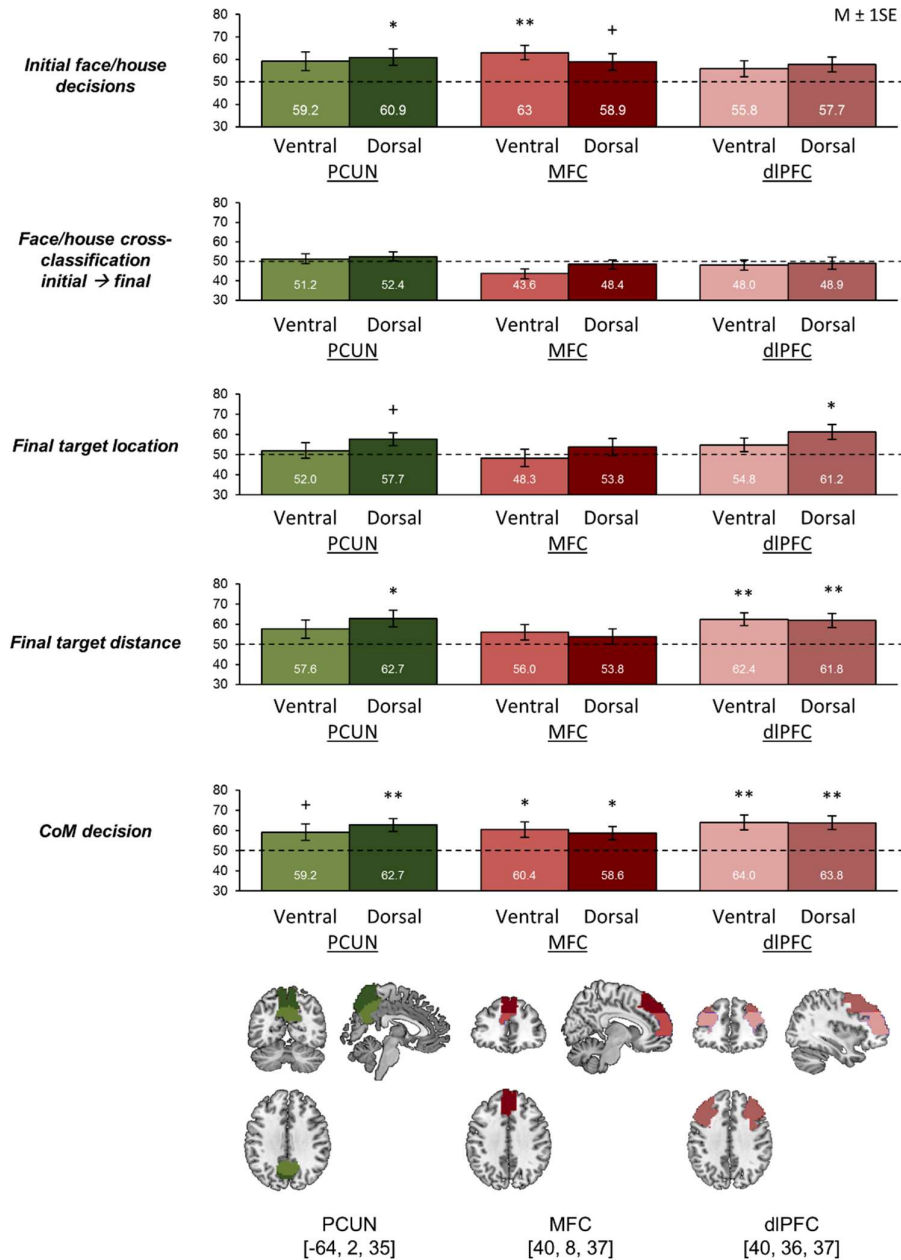 M ± 1SE
Initial face/house
decisions
80
70
60
50
40
30
* ** +
59.2 60.9 63 58.9 55.8 57.7
Ventral Dorsal Ventral Dorsal Ventral Dorsal
PCUN MFC dlPFC
Face/house cross-
classification
initial → final
80
70
60
50
40
30
51.2 52.4 43.6 48.4 48.0 48.9
Ventral Dorsal Ventral Dorsal Ventral Dorsal
PCUN MFC dlPFC
Final target location
80
70
60
50
40
30
+ *
52.0 57.7 48.3 53.8 54.8 61.2
Ventral Dorsal Ventral Dorsal Ventral Dorsal
PCUN MFC dlPFC
Final target distance
80
70
60
50
40
30
* ** **
57.6 62.7 56.0 53.8 62.4 61.8
Ventral Dorsal Ventral Dorsal Ventral Dorsal
PCUN MFC dlPFC
CoM decision
80
70
60
50
40
30
+ ** * * ** **
59.2 62.7 60.4 58.6 64.0 63.8
Ventral Dorsal Ventral Dorsal Ventral Dorsal
PCUN MFC dlPFC
PCUN MFC dlPFC
[-64, 2, 35] [40, 8, 37] [40, 36, 37]